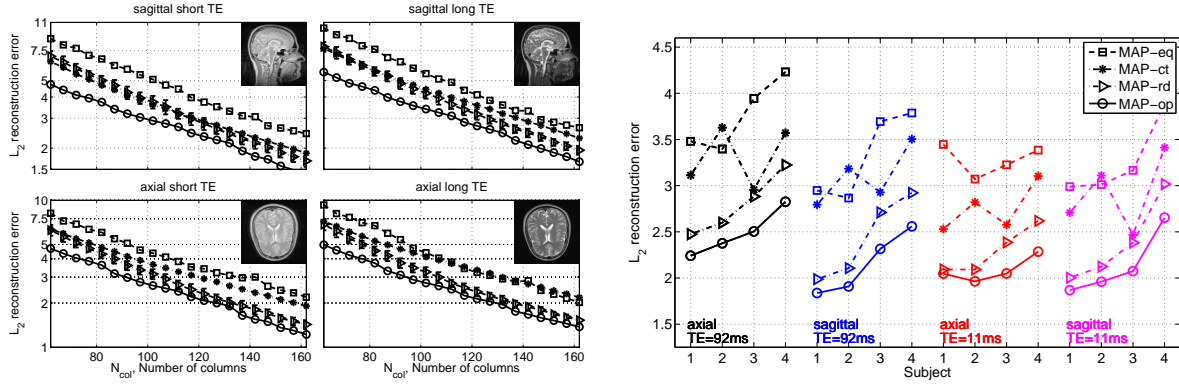 sagittal short TE
sagittal long TE
11
7.5
5
4
3
2
1.5
L2 reconstruction error
axial short TE
axial long TE
10
7.5
5
4
3
2
1
L2 reconstruction error
80 100 120 140 160
80 100 120 140 160
Ncol, Number of columns
Ncol, Number of columns
4.5
4
3.5
3
2.5
2
1.5
L2 reconstruction error
MAP-eq
MAP-ct
MAP-rd
MAP-op
axial
TE=92ms
sagittal
TE=92ms
axial
TE=11ms
sagittal
TE=11ms
1 2 3 4 1 2 3 4 1 2 3 4 1 2 3 4
Subject